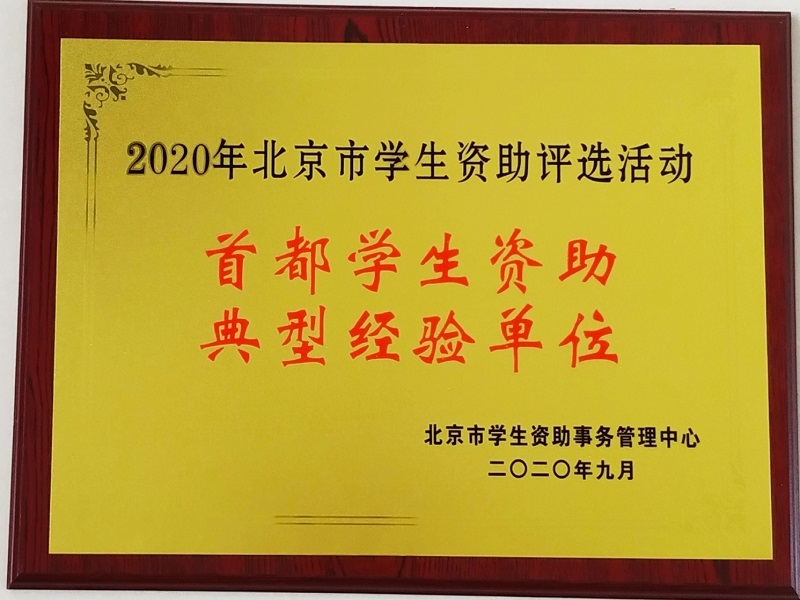 2020年北京市学生资助评选活动
首都学生资助
典型经验单位
北京市学生资助事务管理中心
二〇二〇年九月